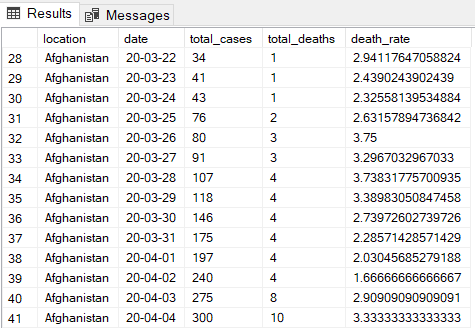 Results Messages
location date total_cases total_deaths death_rate
28 Afghanistan 20-03-22 34 1 2.94117647058824
29 Afghanistan 20-03-23 41 1 2.4390243902439
30 Afghanistan 20-03-24 43 1 2.32558139534884
31 Afghanistan 20-03-25 76 2 2.63157894736842
32 Afghanistan 20-03-26 80 3 3.75
33 Afghanistan 20-03-27 91 3 3.2967032967033
34 Afghanistan 20-03-28 107 4 3.73831775700935
35 Afghanistan 20-03-29 118 4 3.38983050847458
36 Afghanistan 20-03-30 146 4 2.73972602739726
37 Afghanistan 20-03-31 175 4 2.28571428571429
38 Afghanistan 20-04-01 197 4 2.03045685279188
39 Afghanistan 20-04-02 240 4 1.66666666666667
40 Afghanistan 20-04-03 275 8 2.90909090909091
41 Afghanistan 20-04-04 300 10 3.33333333333333